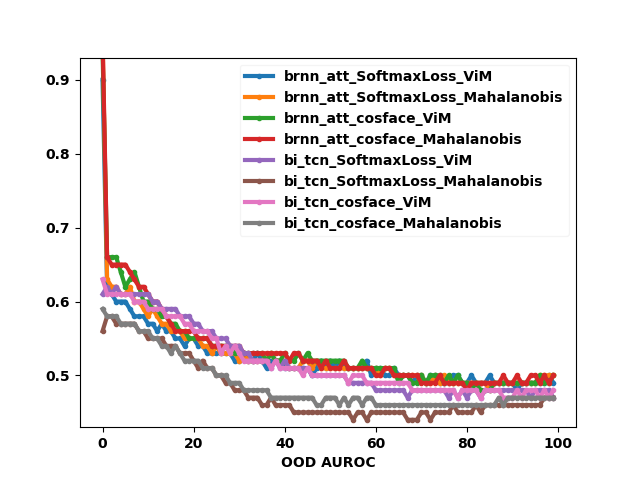 0.9
0.8
0.7
0.6
0.5
brnn_att_SoftmaxLoss_ViM
brnn_att_SoftmaxLoss_Mahalanobis
brnn_att_cosface_ViM
brnn_att_cosface_Mahalanobis
bi_tcn_SoftmaxLoss_ViM
bi_tcn_SoftmaxLoss_Mahalanobis
bi_tcn_cosface_ViM
bi_tcn_cosface_Mahalanobis
0 20 40 60 80 100
OOD AUROC